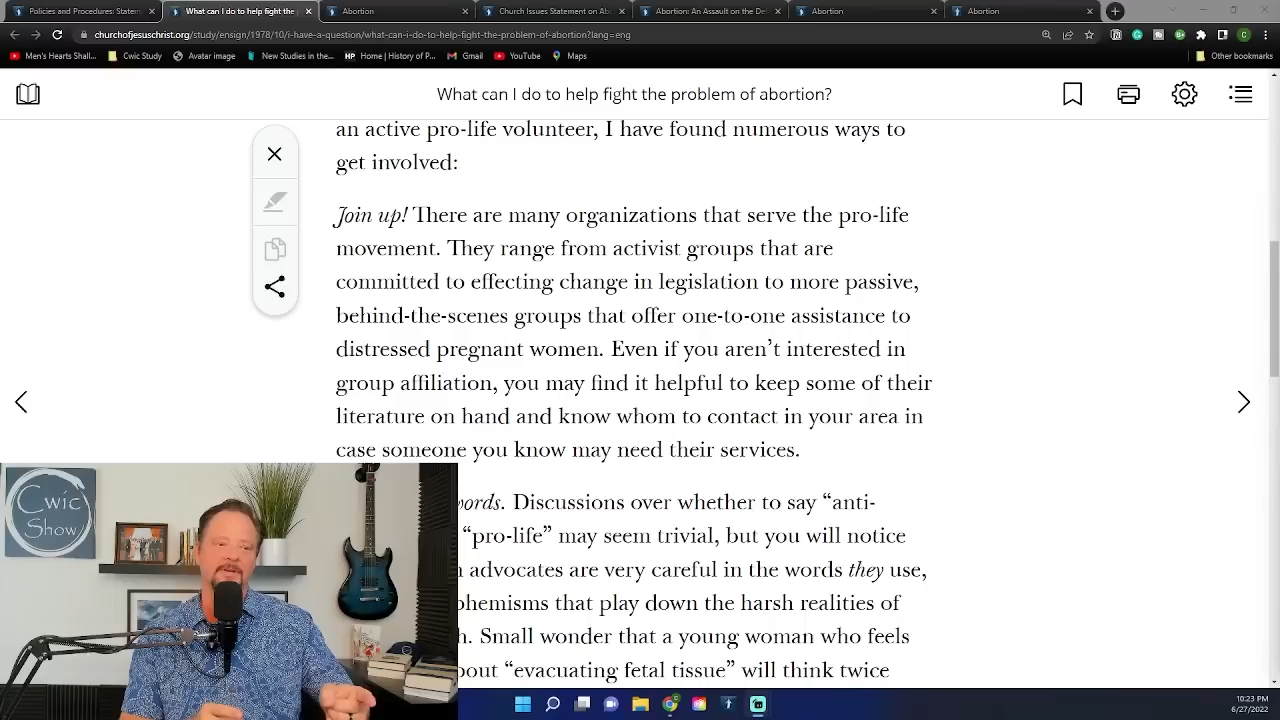 Policies and Procedures: Statem
What can I do to help fight the
Abortion
Church Issues Statement on Ab
Abortion: An Assault on the De
Abortion
Abortion
churchofjesuschrist.org/study/ensign/1978/10/i-have-a-question/what-can-i-do-to-help-fight-the-problem-of-abortion?lang=eng
Men's Hearts Shall...
Cwic Study
Avatar image
New Studies in the...
HP Home | History of P...
Gmail
YouTube
Maps
Other bookmarks
What can I do to help fight the problem of abortion?
an active pro-life volunteer, I have found numerous ways to
get involved:
Join up! There are many organizations that serve the pro-life
movement. They range from activist groups that are
committed to effecting change in legislation to more passive,
behind-the-scenes groups that offer one-to-one assistance to
distressed pregnant women. Even if you aren’t interested in
group affiliation, you may find it helpful to keep some of their
literature on hand and know whom to contact in your area in
case someone you know may need their services.
words. Discussions over whether to say “anti-
“pro-life” may seem trivial, but you will notice
advocates are very careful in the words they use,
phemisms that play down the harsh realities of
h. Small wonder that a young woman who feels
bout “evacuating fetal tissue” will think twice
Cwic
Show
10:23 PM
6/27/2022